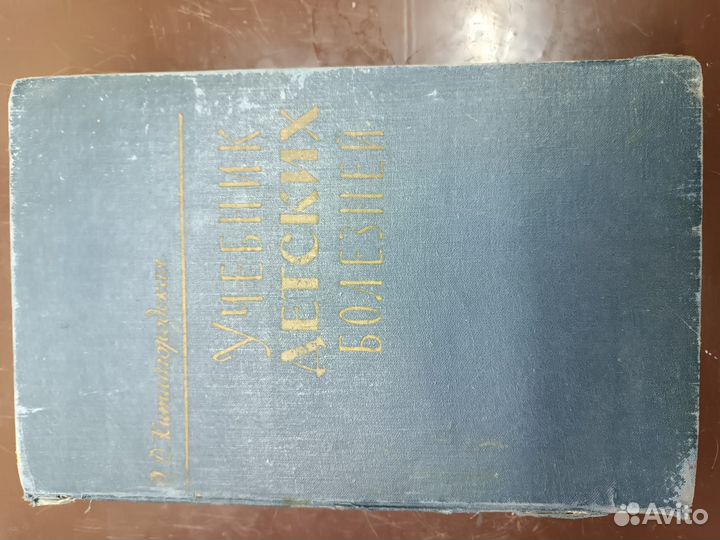 Учебник
детских
болезней
Avito